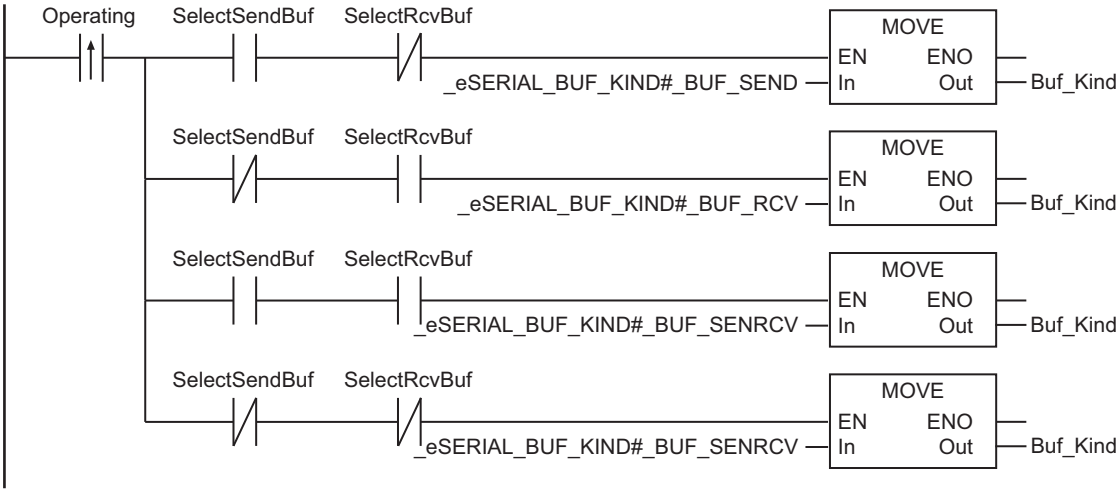 Operating SelectSendBuf SelectRcvBuf
MOVE
EN ENO
_eSERIAL_BUF_KIND#_BUF_SEND In Out Buf_Kind
SelectSendBuf SelectRcvBuf
MOVE
EN ENO
_eSERIAL_BUF_KIND#_BUF_RCV In Out Buf_Kind
SelectSendBuf SelectRcvBuf
MOVE
EN ENO
_eSERIAL_BUF_KIND#_BUF_SENRCV In Out Buf_Kind
SelectSendBuf SelectRcvBuf
MOVE
EN ENO
_eSERIAL_BUF_KIND#_BUF_SENRCV In Out Buf_Kind